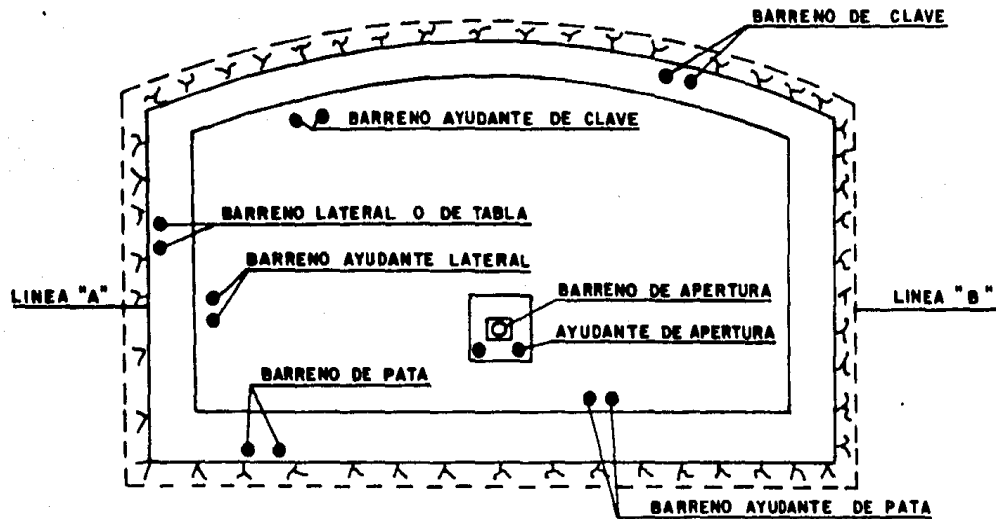 BARRENO DE CLAVE
BARRENO AYUDANTE DE CLAVE
BARRENO LATERAL O DE TABLA
BARRENO AYUDANTE LATERAL
LINEA "A"
BARRENO DE APERTURA
LINEA "B"
AYUDANTE DE APERTURA
BARRENO DE PATA
BARRENO AYUDANTE DE PATA